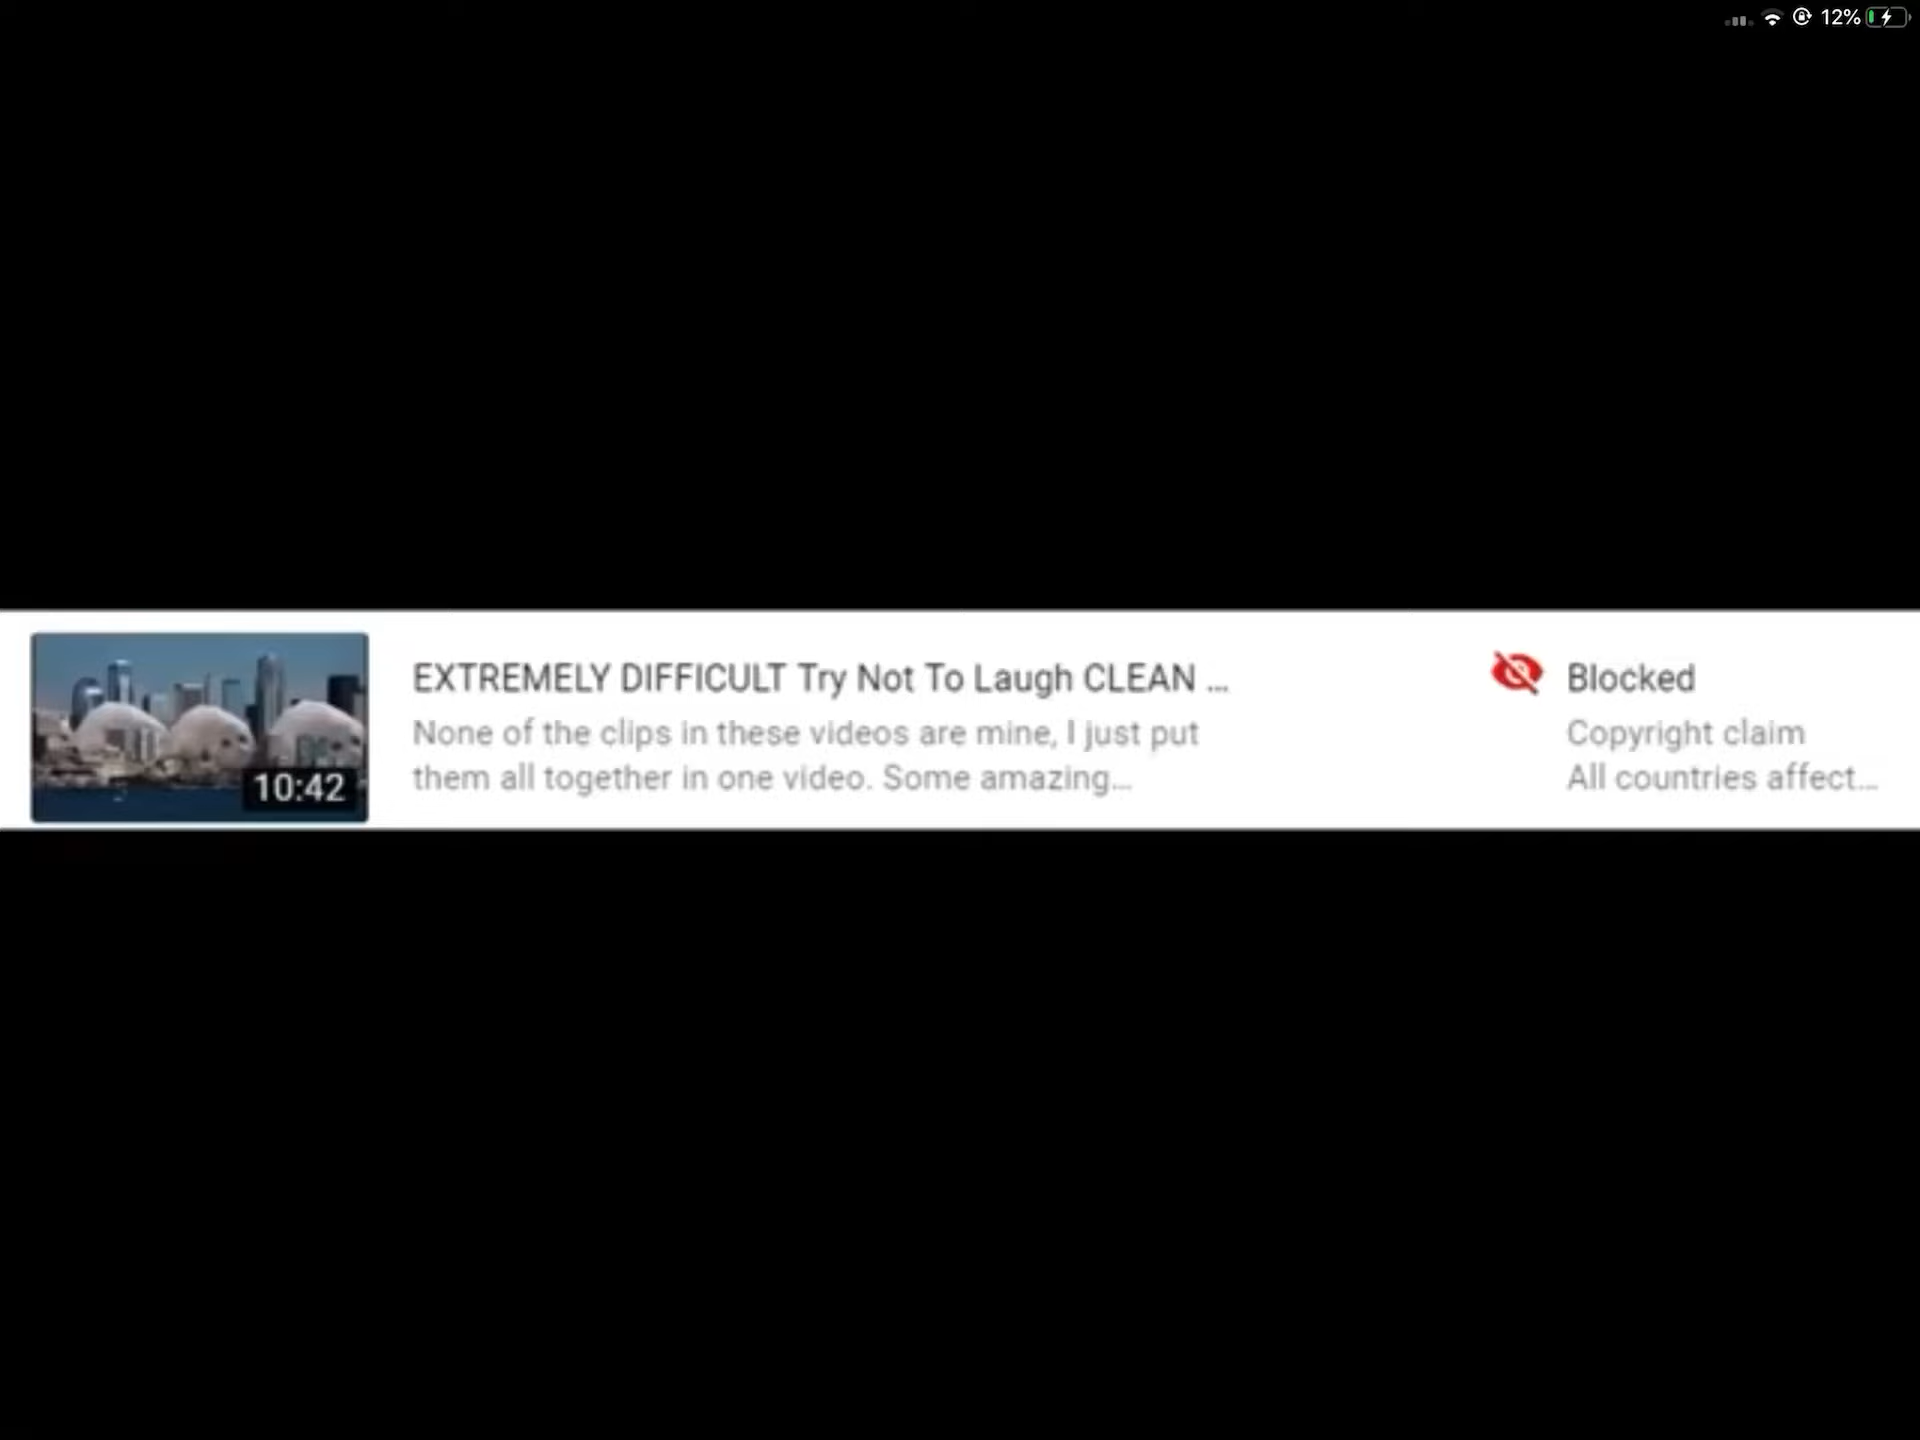 12%
EXTREMELY DIFFICULT Try Not To Laugh CLEAN ...
None of the clips in these videos are mine, I just put
them all together in one video. Some amazing...
10:42
Blocked
Copyright claim
All countries affect...